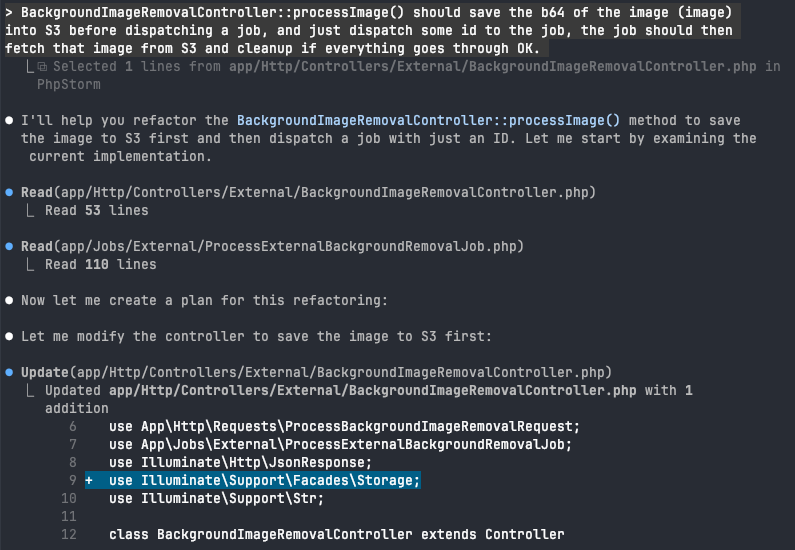 > BackgroundImageRemovalController::processImage() should save the b64 of the image (image)
into S3 before dispatching a job, and just dispatch some id to the job, the job should then
fetch that image from S3 and cleanup if everything goes through OK.
⎿ ⧉ Selected 1 lines from app/Http/Controllers/External/BackgroundImageRemovalController.php in
PhpStorm
● I'll help you refactor the BackgroundImageRemovalController::processImage() method to save
the image to S3 first and then dispatch a job with just an ID. Let me start by examining the
current implementation.
● Read(app/Http/Controllers/External/BackgroundImageRemovalController.php)
⎿ Read 53 lines
● Read(app/Jobs/External/ProcessExternalBackgroundRemovalJob.php)
⎿ Read 110 lines
● Now let me create a plan for this refactoring:
● Let me modify the controller to save the image to S3 first:
● Update(app/Http/Controllers/External/BackgroundImageRemovalController.php)
⎿ Updated app/Http/Controllers/External/BackgroundImageRemovalController.php with 1
addition
6 use App\Http\Requests\ProcessBackgroundImageRemovalRequest;
7 use App\Jobs\External\ProcessExternalBackgroundRemovalJob;
8 use Illuminate\Http\JsonResponse;
9 + use Illuminate\Support\Facades\Storage;
10 use Illuminate\Support\Str;
11
12 class BackgroundImageRemovalController extends Controller